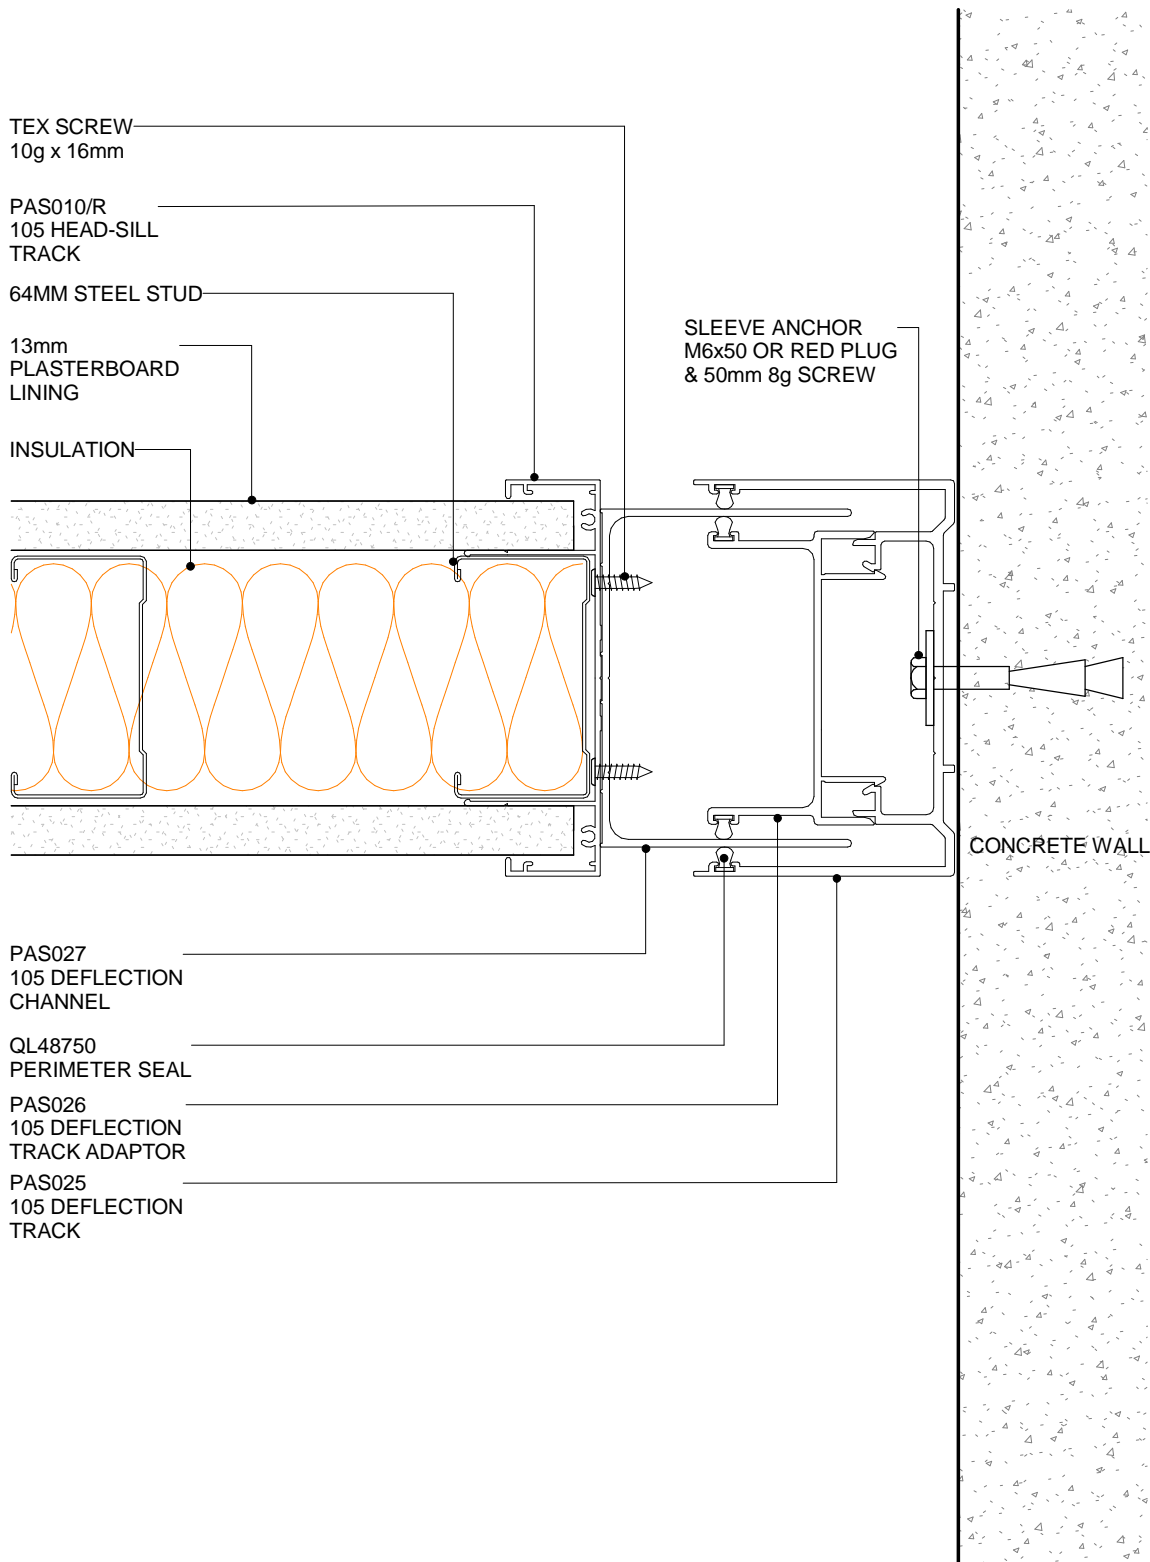 TEX SCREW
10g x 16mm
PAS010/R
105 HEAD-SILL
TRACK
64MM STEEL STUD
13mm
PLASTERBOARD
LINING
INSULATION
SLEEVE ANCHOR
M6x50 OR RED PLUG
& 50mm 8g SCREW
CONCRETE WALL
PAS027
105 DEFLECTION
CHANNEL
QL48750
PERIMETER SEAL
PAS026
105 DEFLECTION
TRACK ADAPTOR
PAS025
105 DEFLECTION
TRACK